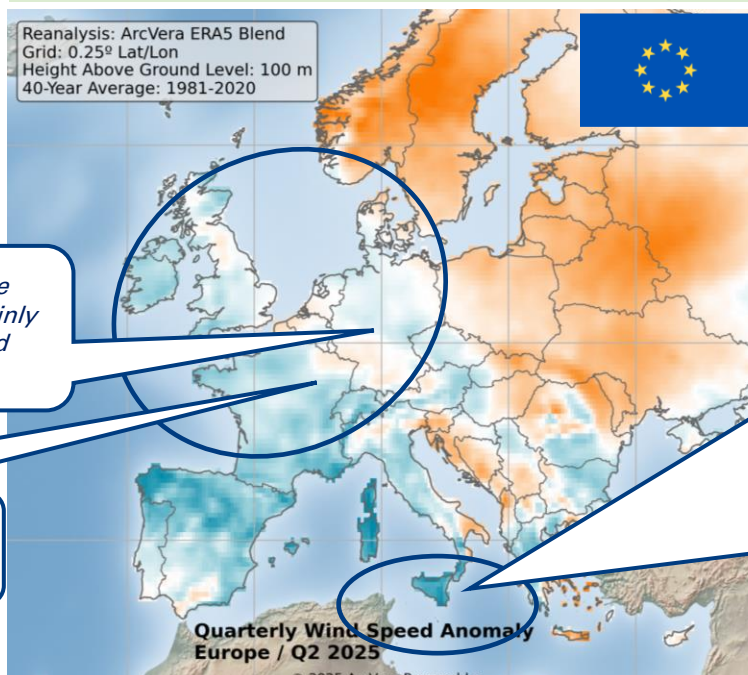 Reanalysis: ArcVera ERA5 Blend
Grid: 0.25º Lat/Lon
Height Above Ground Level: 100 m
40-Year Average: 1981-2020
Quarterly Wind Speed Anomaly
Europe / Q2 2025